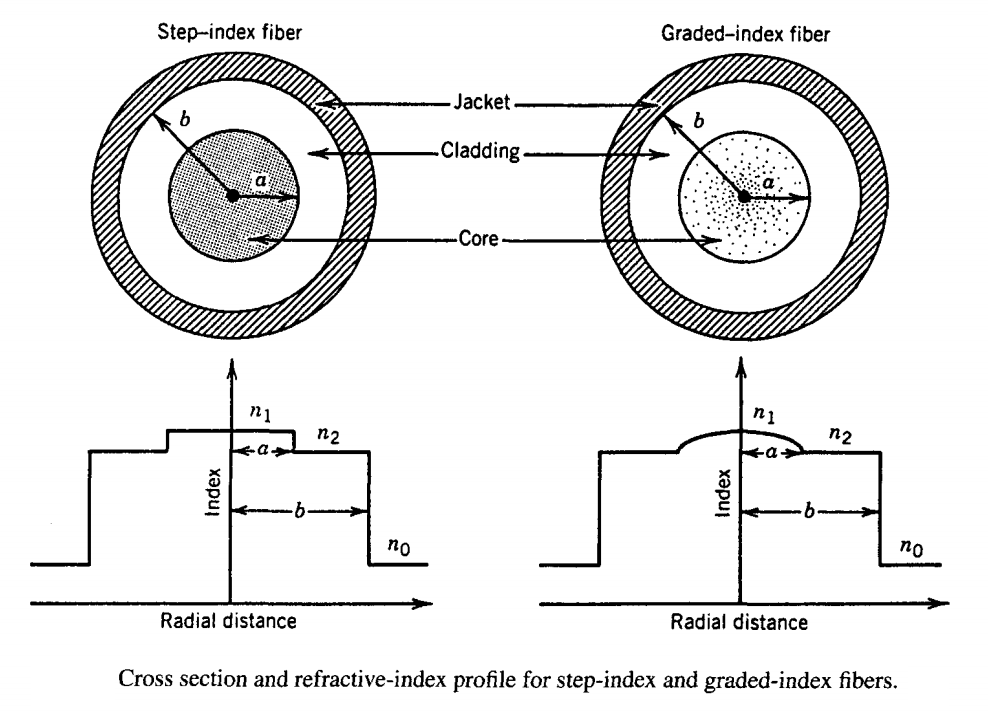 Step–index fiber
Graded–index fiber
Jacket
b
b
Cladding
a
a
Core
n1
n1
n2
n2
a
a
Index
Index
b
b
n0
n0
Radial distance
Radial distance
Cross section and refractive-index profile for step-index and graded-index fibers.